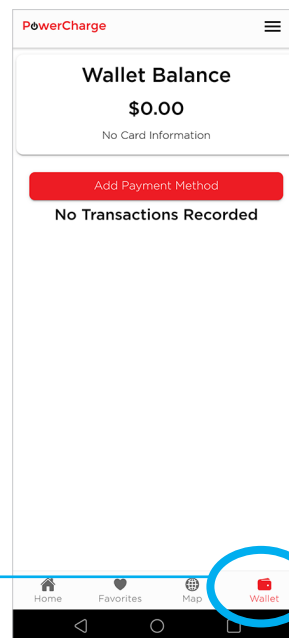 PowerCharge
Wallet Balance
$0.00
No Card Information
Add Payment Method
No Transactions Recorded
Home Favorites Map Wallet